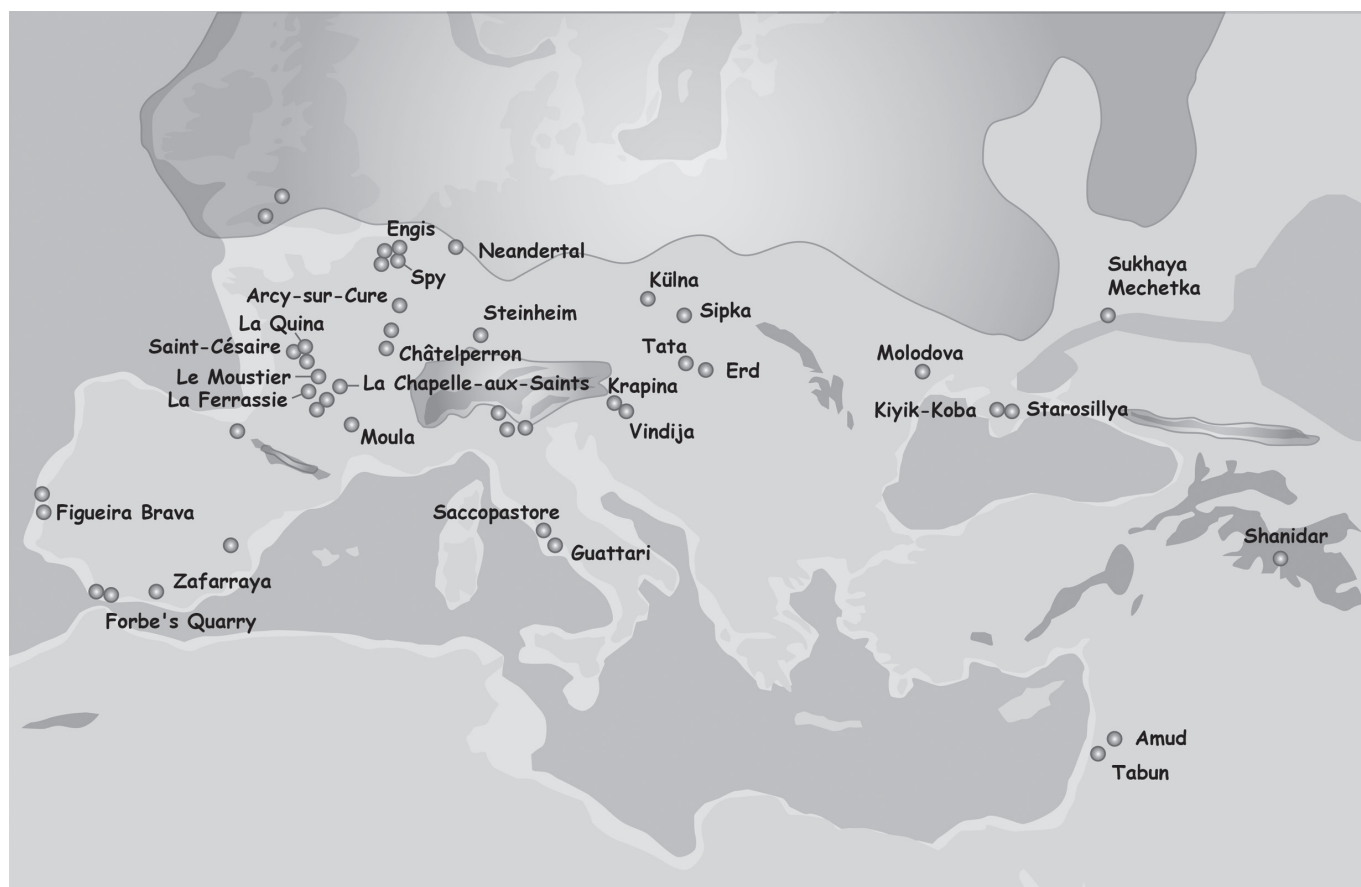 Engis
Neandertal
Spy
Sukhaya
Mechetka
Külna
Arcy-sur-Cure
Sipka
Steinheim
La Quina
Saint-Césaire
Tata
Châtelperron
Molodova
Erd
Le Moustier
La Chapelle-aux-Saints
Krapina
La Ferrassie
Kiyik-Koba
Starosillya
Vindija
Moula
Figueira Brava
Saccopastore
Shanidar
Guattari
Zafarraya
Forbe's Quarry
Amud
Tabun